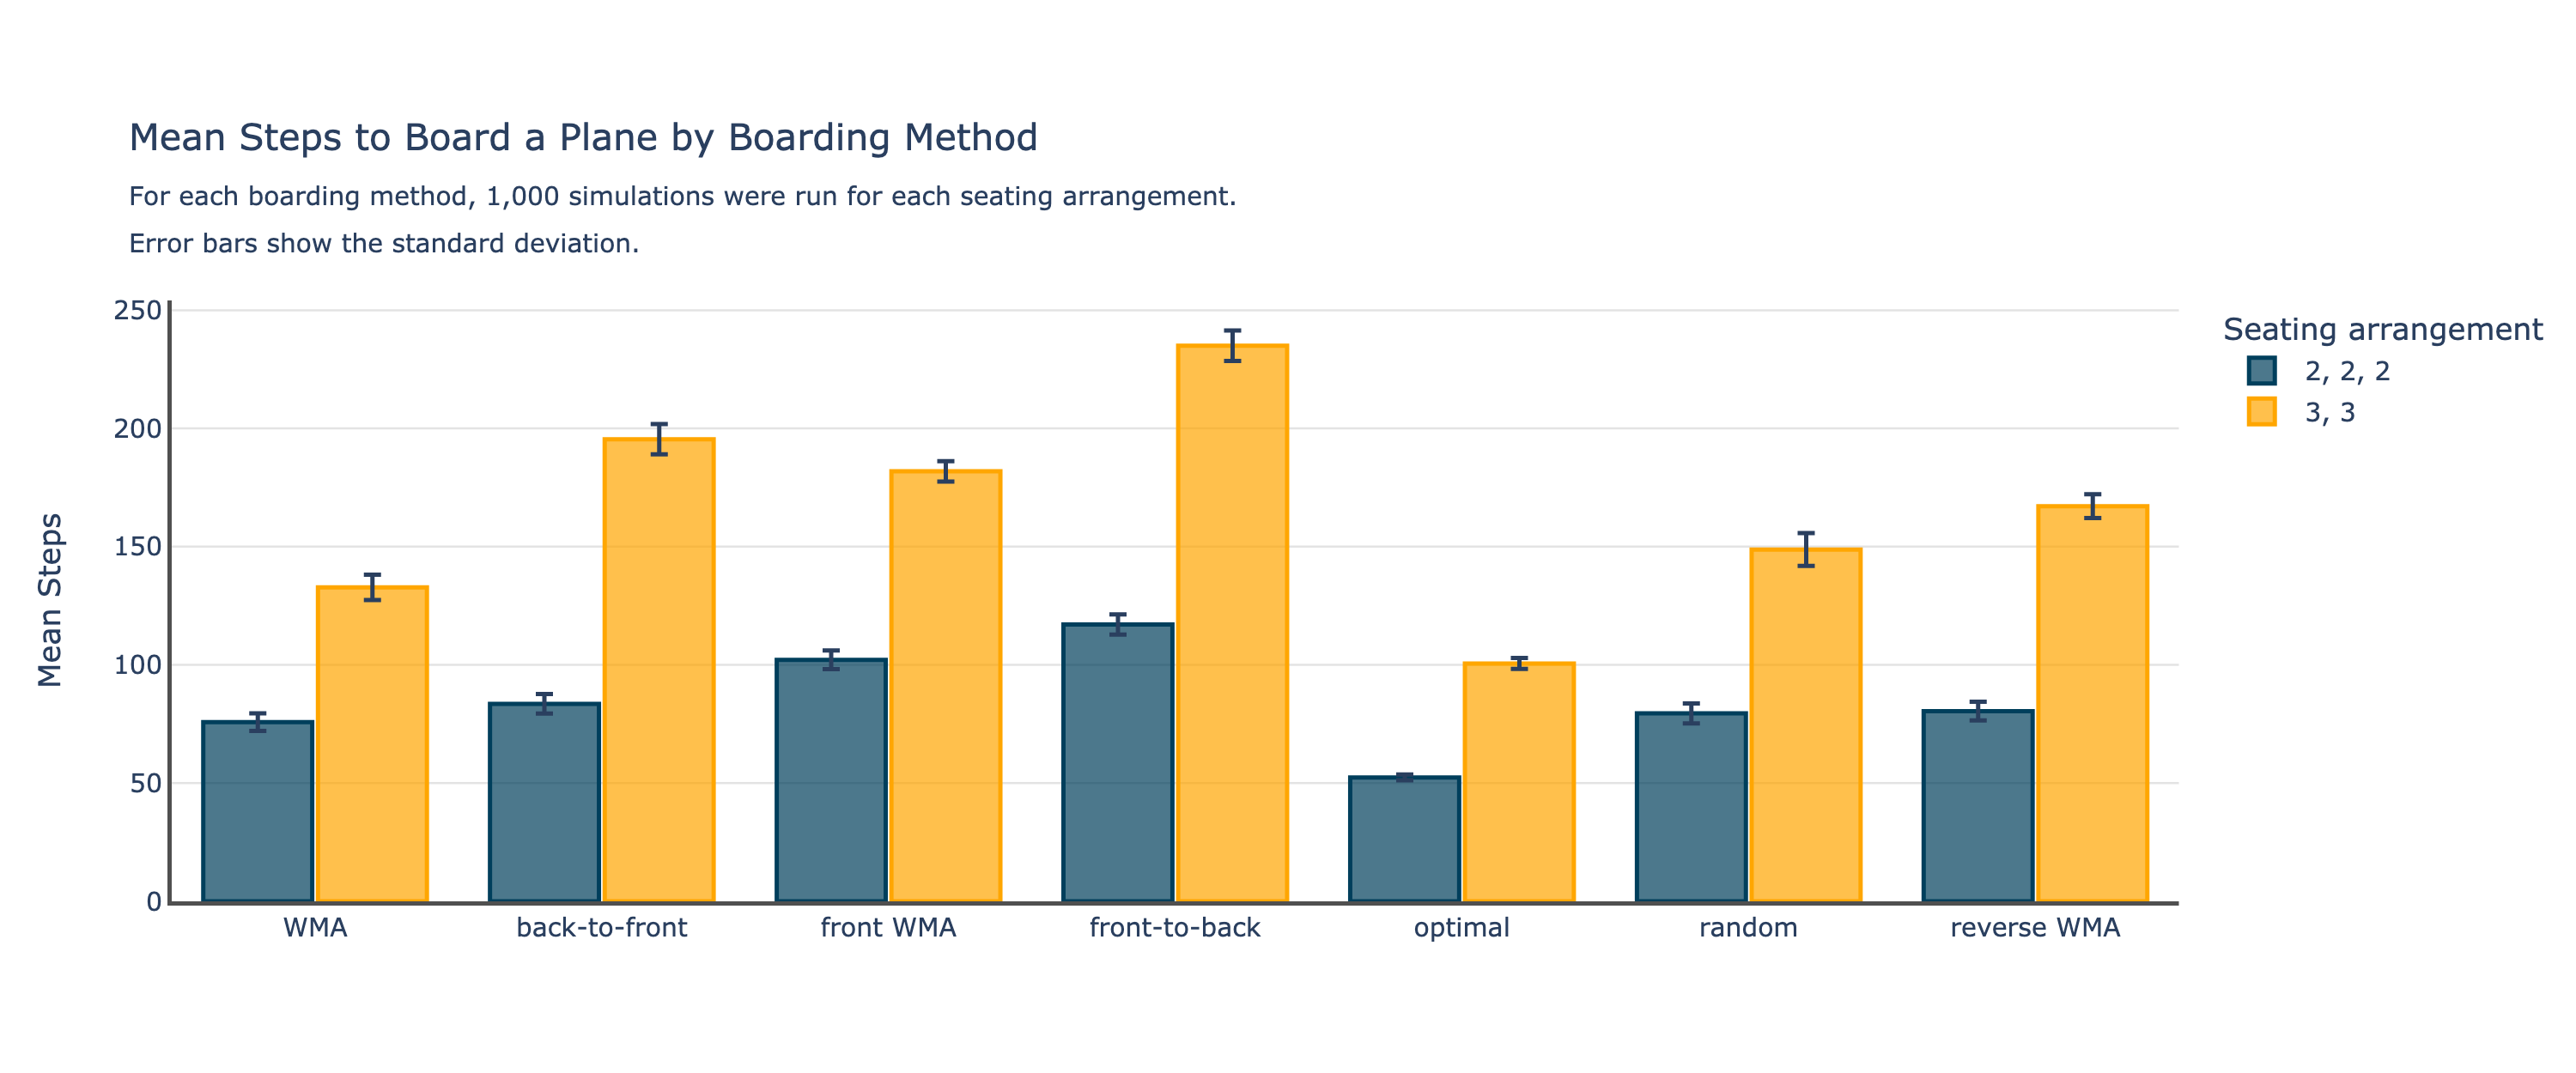 Mean Steps to Board a Plane by Boarding Method
For each boarding method, 1,000 simulations were run for each seating arrangement.
Error bars show the standard deviation.
Mean Steps
250
200
150
100
50
0
WMA
back-to-front
front WMA
front-to-back
optimal
random
reverse WMA
Seating arrangement
2, 2, 2
3, 3